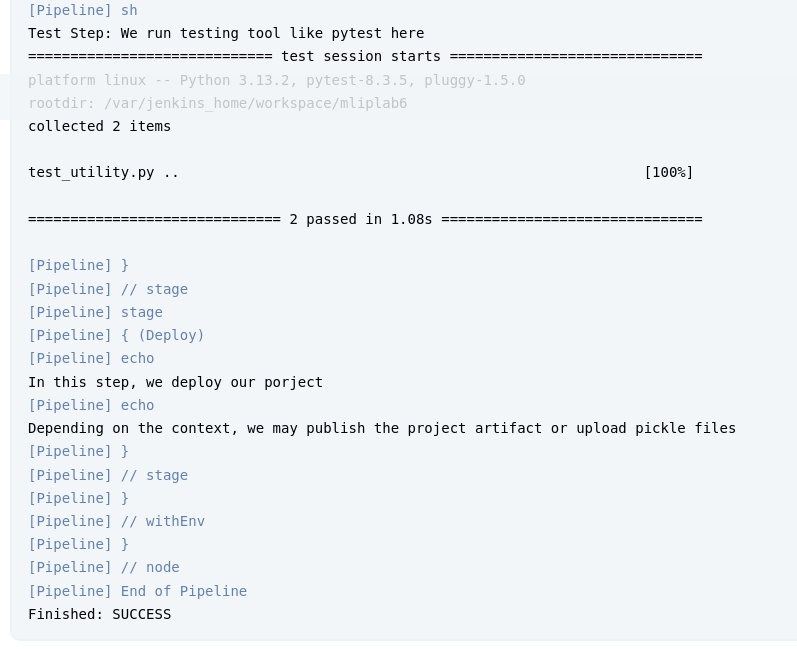 [Pipeline] sh
Test Step: We run testing tool like pytest here
============================= test session starts ==============================
platform linux -- Python 3.13.2, pytest-8.3.5, pluggy-1.5.0
rootdir: /var/jenkins_home/workspace/mliplab6
collected 2 items
test_utility.py .. [100%]
============================== 2 passed in 1.08s ===============================
[Pipeline] }
[Pipeline] // stage
[Pipeline] stage
[Pipeline] { (Deploy)
[Pipeline] echo
In this step, we deploy our porject
[Pipeline] echo
Depending on the context, we may publish the project artifact or upload pickle files
[Pipeline] }
[Pipeline] // stage
[Pipeline] }
[Pipeline] // withEnv
[Pipeline] }
[Pipeline] // node
[Pipeline] End of Pipeline
Finished: SUCCESS